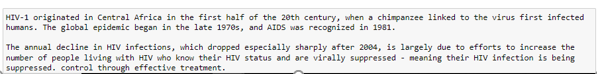 HIV-1 originated in Central Africa in the first half of the 20th century, when a chimpanzee linked to the virus first infected
humans. The global epidemic began in the late 1970s, and AIDS was recognized in 1981.
The annual decline in HIV infections, which dropped especially sharply after 2004, is largely due to efforts to increase the
number of people living with HIV who know their HIV status and are virally suppressed - meaning their HIV infection is being
suppressed. control through effective treatment.